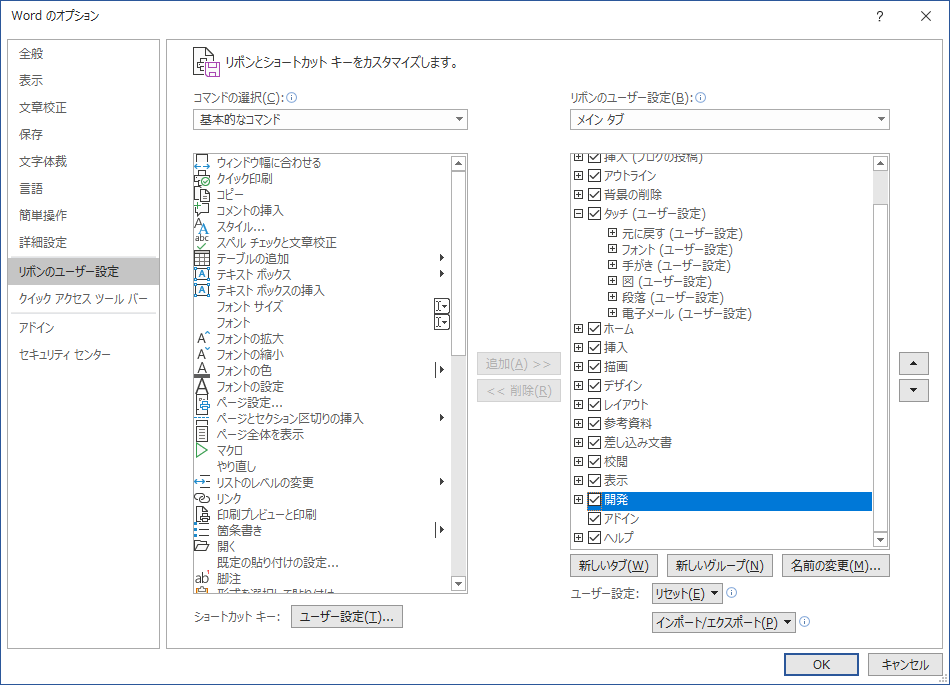 Word のオプション
?
全般
表示
文章校正
保存
文字体裁
言語
簡単操作
詳細設定
リボンのユーザー設定
クイック アクセス ツール バー
アドイン
セキュリティ センター
リボンとショートカット キーをカスタマイズします。
コマンドの選択(C):
基本的なコマンド
ウィンドウ幅に合わせる
クイック印刷
コピー
コメントの挿入
スタイル...
スペル チェックと文章校正
テーブルの追加
テキスト ボックス
テキスト ボックスの挿入
フォント サイズ
フォント
フォントの拡大
フォントの縮小
フォントの色
フォントの設定
ページ設定...
ページとセクション区切りの挿入
ページ全体を表示
マクロ
やり直し
リストのレベルの変更
リンク
印刷プレビューと印刷
箇条書き
開く
既定の貼り付けの設定...
脚注
形式を選択して貼り付け
ショートカット キー:
ユーザー設定(T)...
追加(A) >>
<< 削除(R)
リボンのユーザー設定(B):
メイン タブ
挿入 (ブログの投稿)
アウトライン
背景の削除
タッチ (ユーザー設定)
元に戻す (ユーザー設定)
フォント (ユーザー設定)
手がき (ユーザー設定)
図 (ユーザー設定)
段落 (ユーザー設定)
電子メール (ユーザー設定)
ホーム
挿入
描画
デザイン
レイアウト
参考資料
差し込み文書
校閲
表示
開発
アドイン
ヘルプ
新しいタブ(W)
新しいグループ(N)
名前の変更(M)...
ユーザー設定:
リセット(E)
インポート/エクスポート(P)
OK
キャンセル